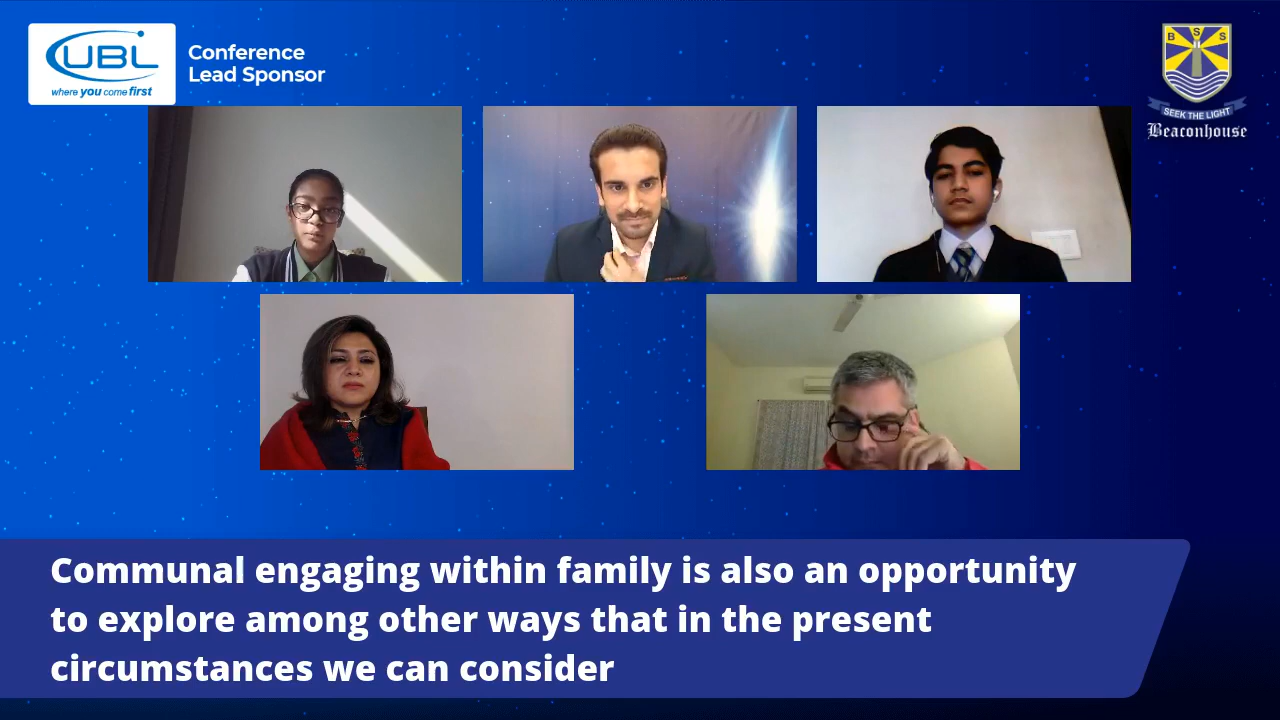 UBL
where you come first
Conference
Lead Sponsor
B S S
SEEK THE LIGHT
Beaconhouse
Communal engaging within family is also an opportunity
to explore among other ways that in the present
circumstances we can consider